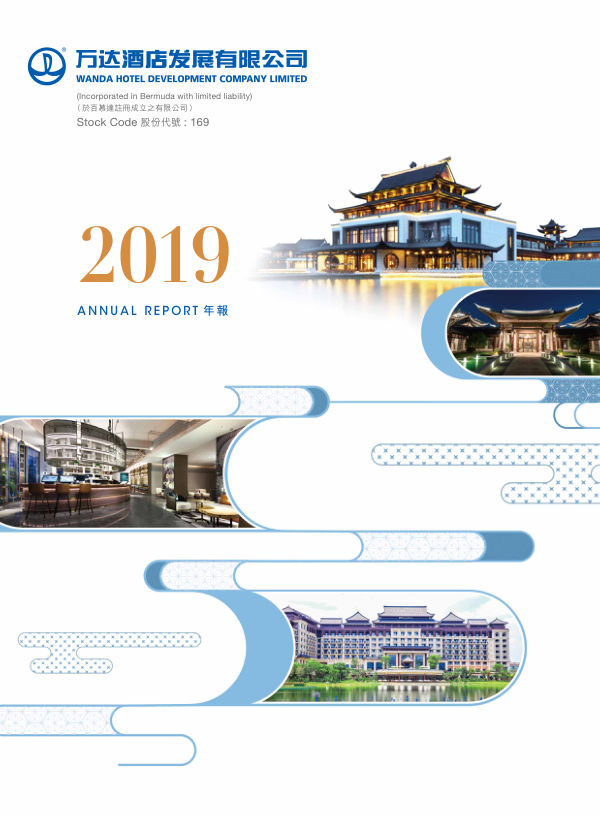 万达酒店发展有限公司
WANDA HOTEL DEVELOPMENT COMPANY LIMITED
(Incorporated in Bermuda with limited liability)
（於百慕達註冊成立之有限公司）
Stock Code 股份代號 : 169
2019
ANNUAL REPORT 年報